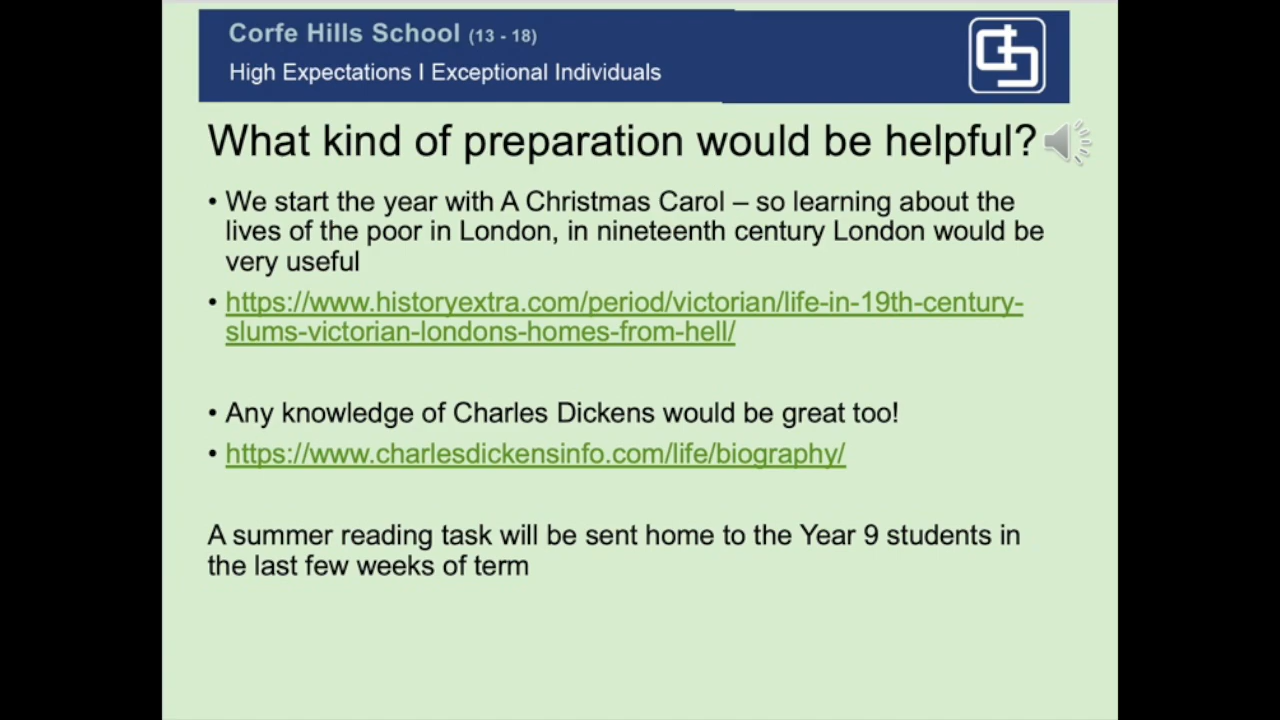 Corfe Hills School (13 - 18)
High Expectations I Exceptional Individuals
What kind of preparation would be helpful?
• We start the year with A Christmas Carol – so learning about the
lives of the poor in London, in nineteenth century London would be
very useful
• https://www.historyextra.com/period/victorian/life-in-19th-century-
slums-victorian-londons-homes-from-hell/
• Any knowledge of Charles Dickens would be great too!
• https://www.charlesdickensinfo.com/life/biography/
A summer reading task will be sent home to the Year 9 students in
the last few weeks of term